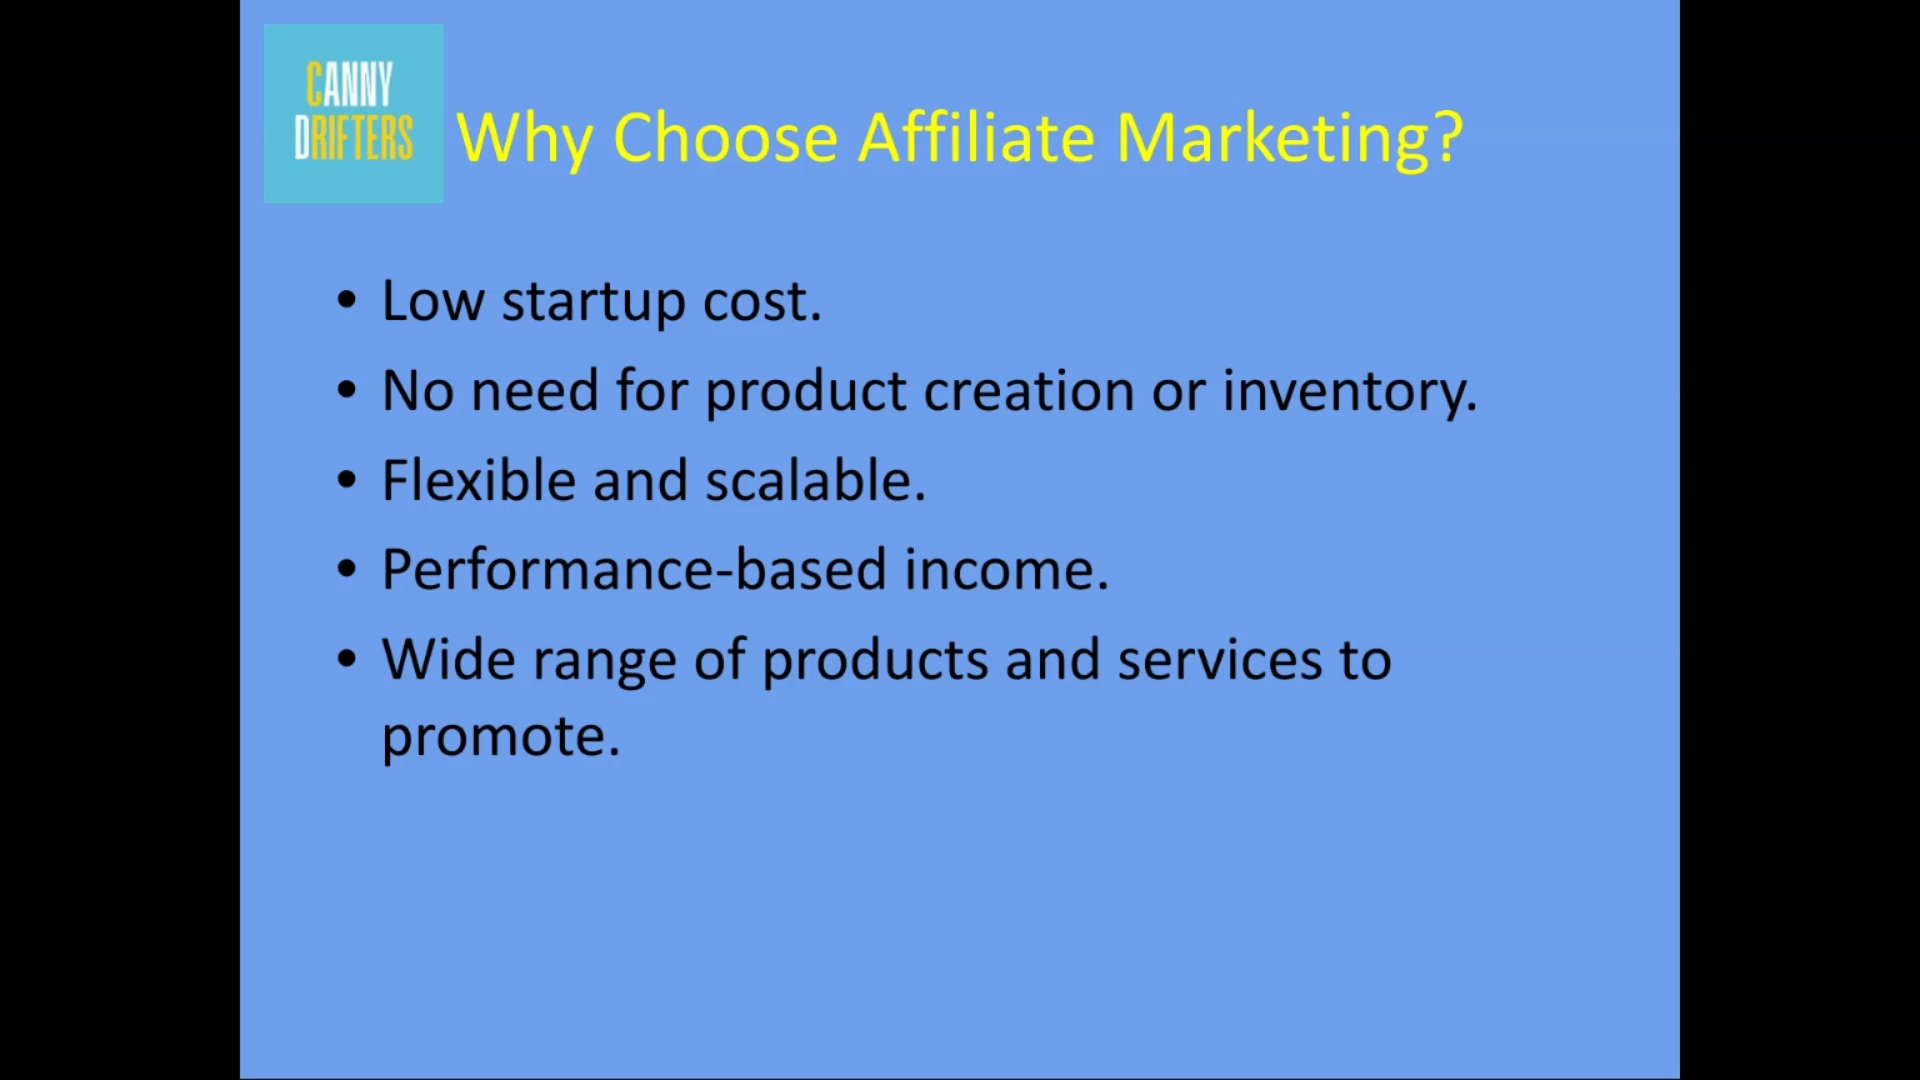 CANNY
DRIFTERS
Why Choose Affiliate Marketing?
• Low startup cost.
• No need for product creation or inventory.
• Flexible and scalable.
• Performance-based income.
• Wide range of products and services to
promote.